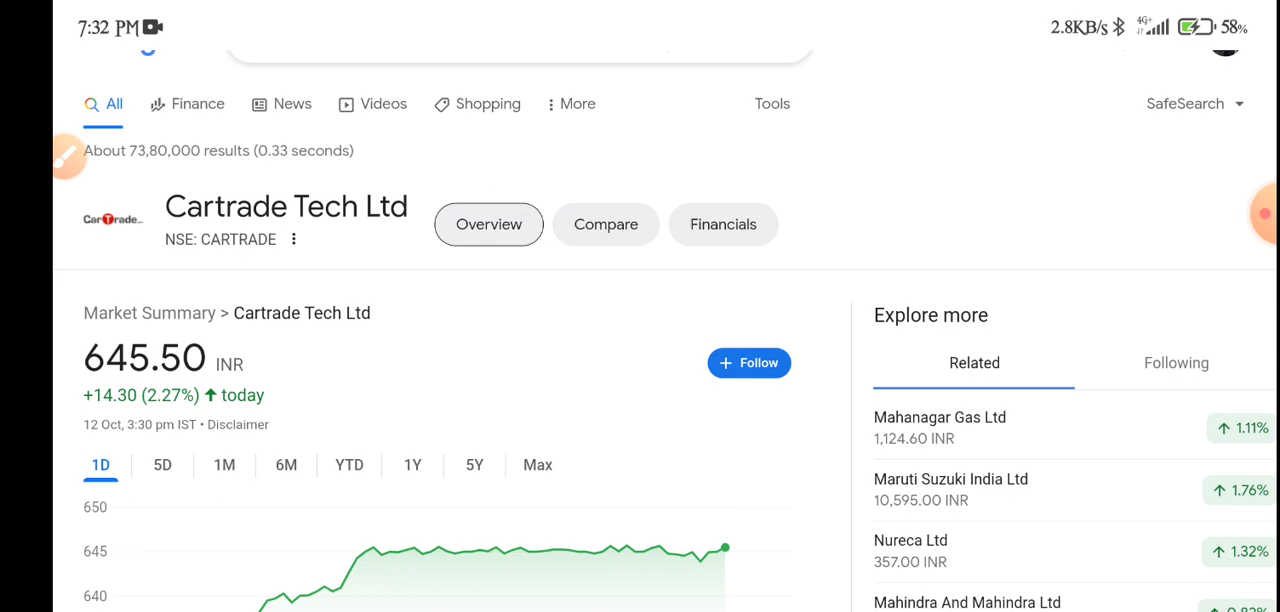 7:32 PM
2.8KB/s 4G+ 58%
All Finance News Videos Shopping More Tools SafeSearch
About 73,80,000 results (0.33 seconds)
CarTrade
Cartrade Tech Ltd
NSE: CARTRADE
Overview Compare Financials
Market Summary > Cartrade Tech Ltd
645.50 INR
+ Follow
+14.30 (2.27%) ↑ today
12 Oct, 3:30 pm IST • Disclaimer
1D 5D 1M 6M YTD 1Y 5Y Max
650
645
640
Explore more
Related Following
Mahanagar Gas Ltd
1,124.60 INR
↑ 1.11%
Maruti Suzuki India Ltd
10,595.00 INR
↑ 1.76%
Nureca Ltd
357.00 INR
↑ 1.32%
Mahindra And Mahindra Ltd